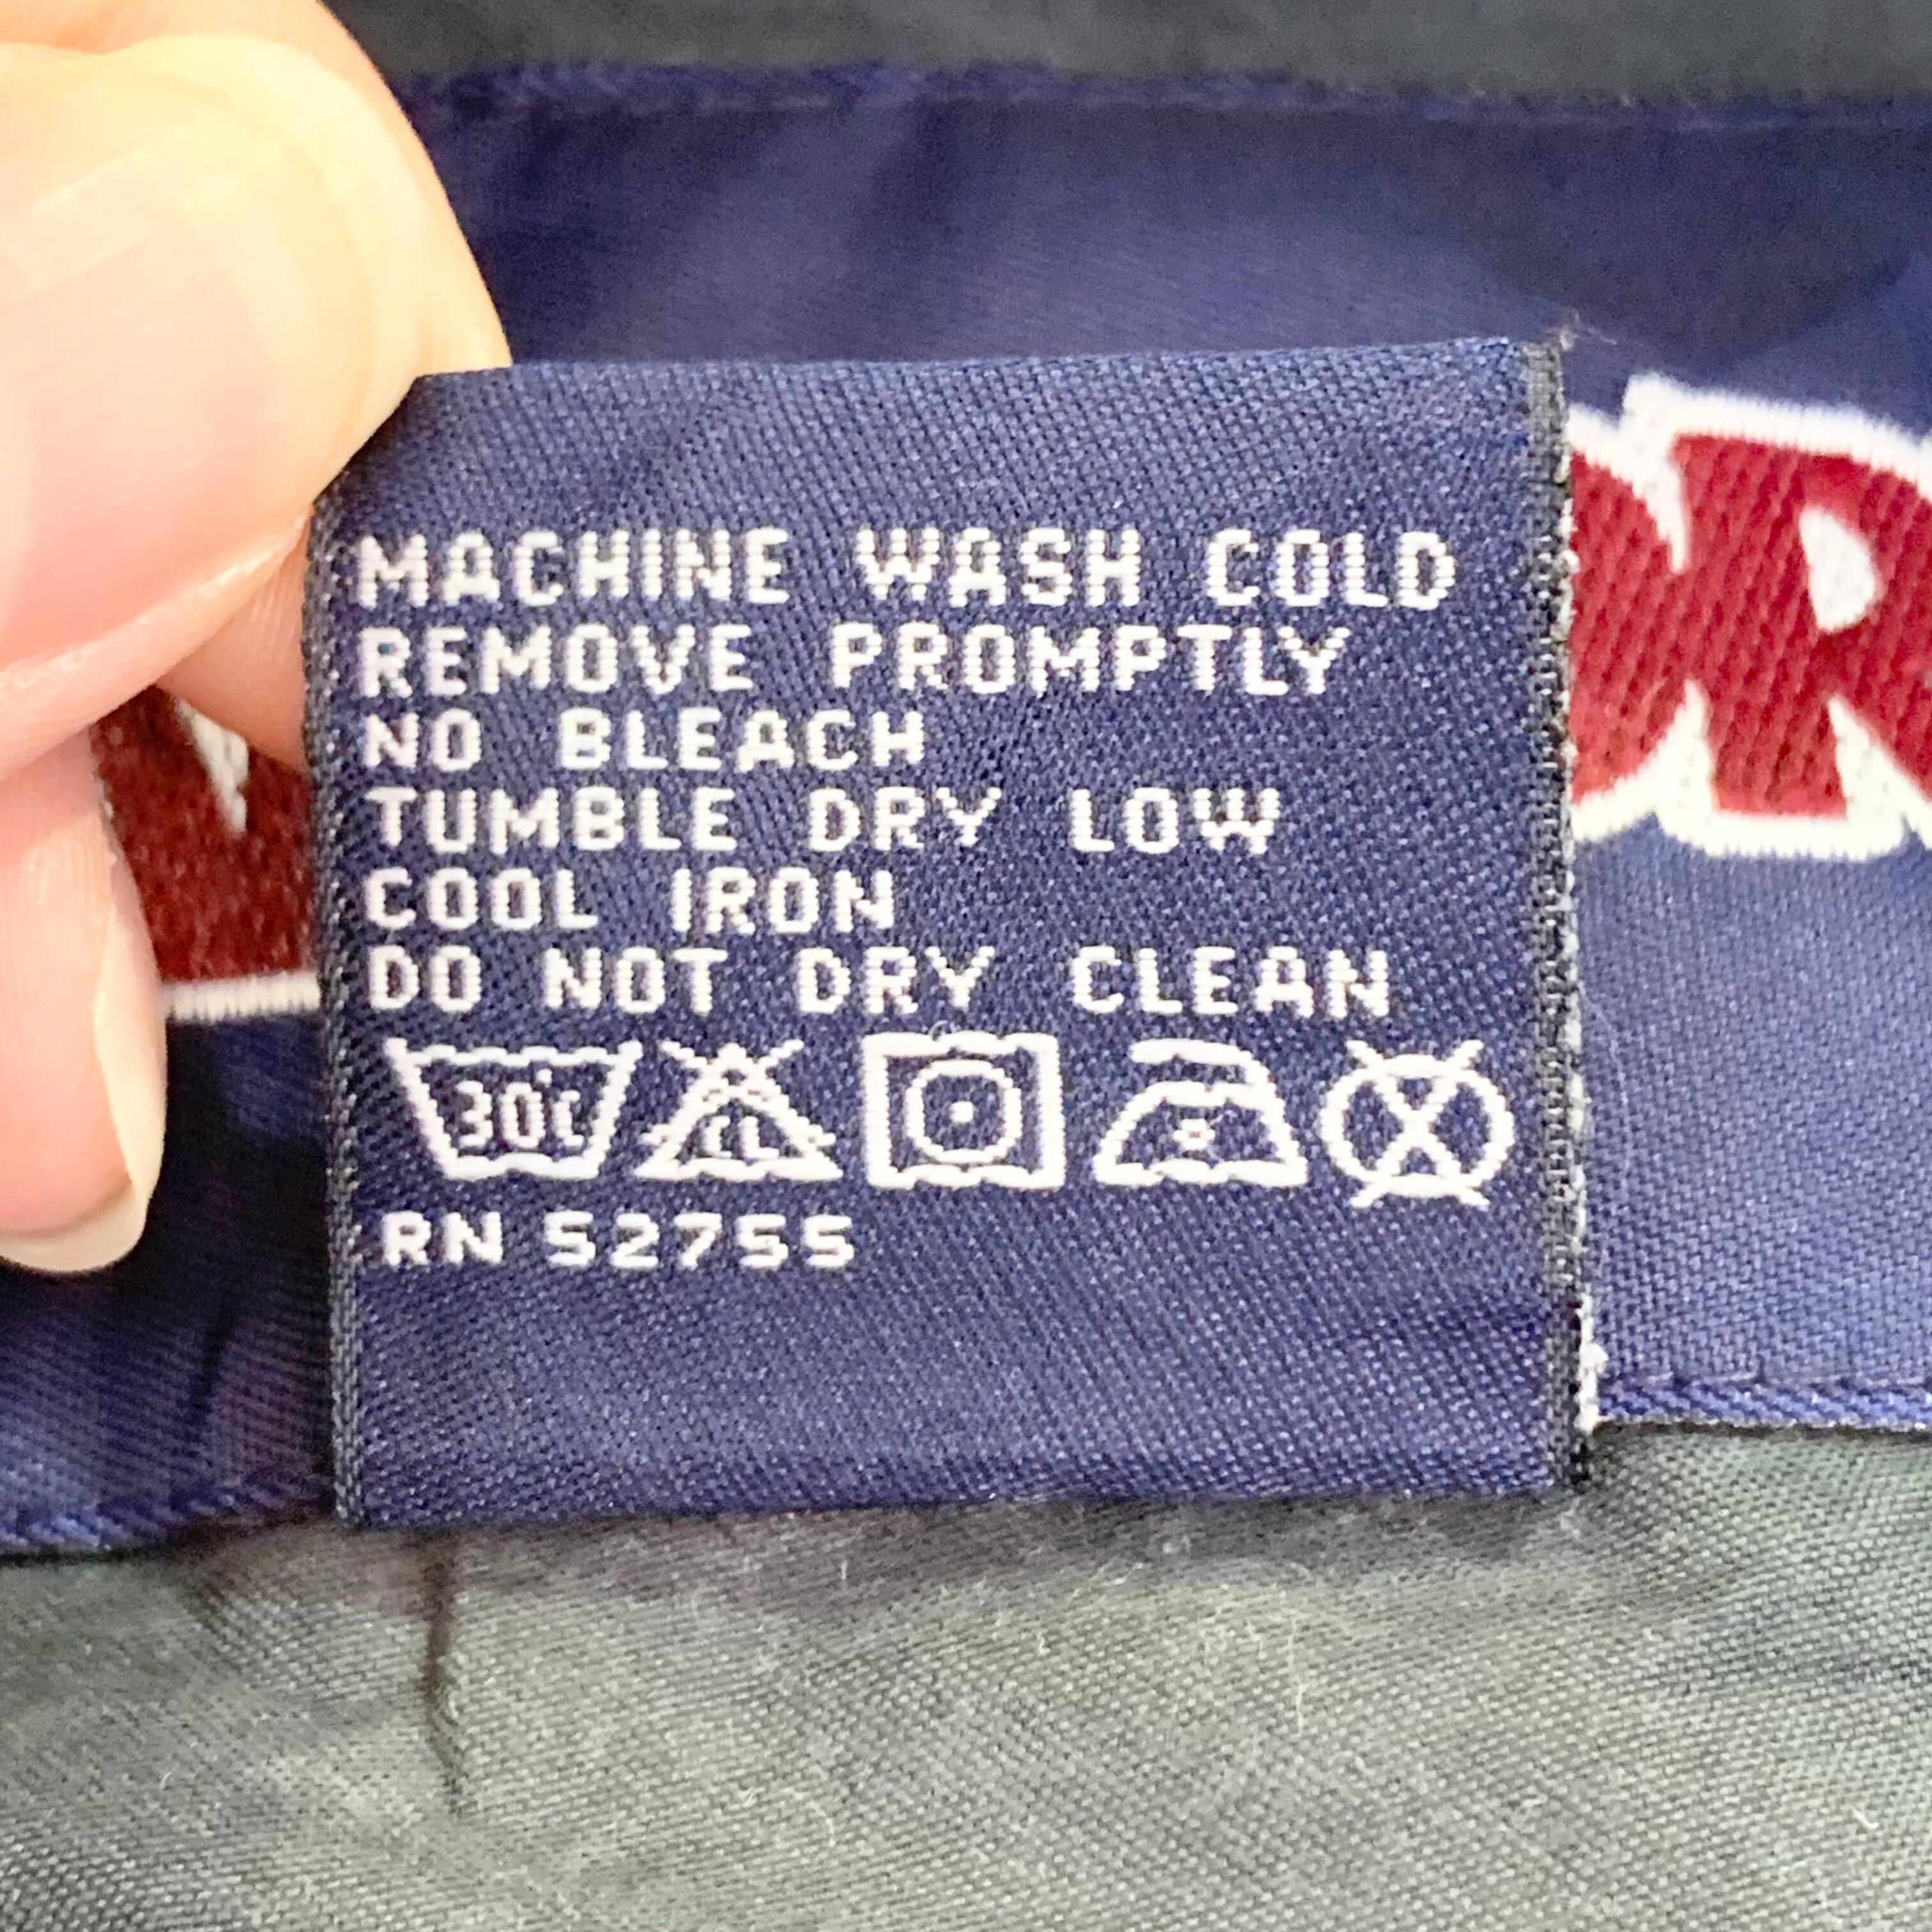 MACHINE WASH COLD
REMOVE PROMPTLY
NO BLEACH
TUMBLE DRY LOW
COOL IRON
DO NOT DRY CLEAN
30°C CL
RN 52755